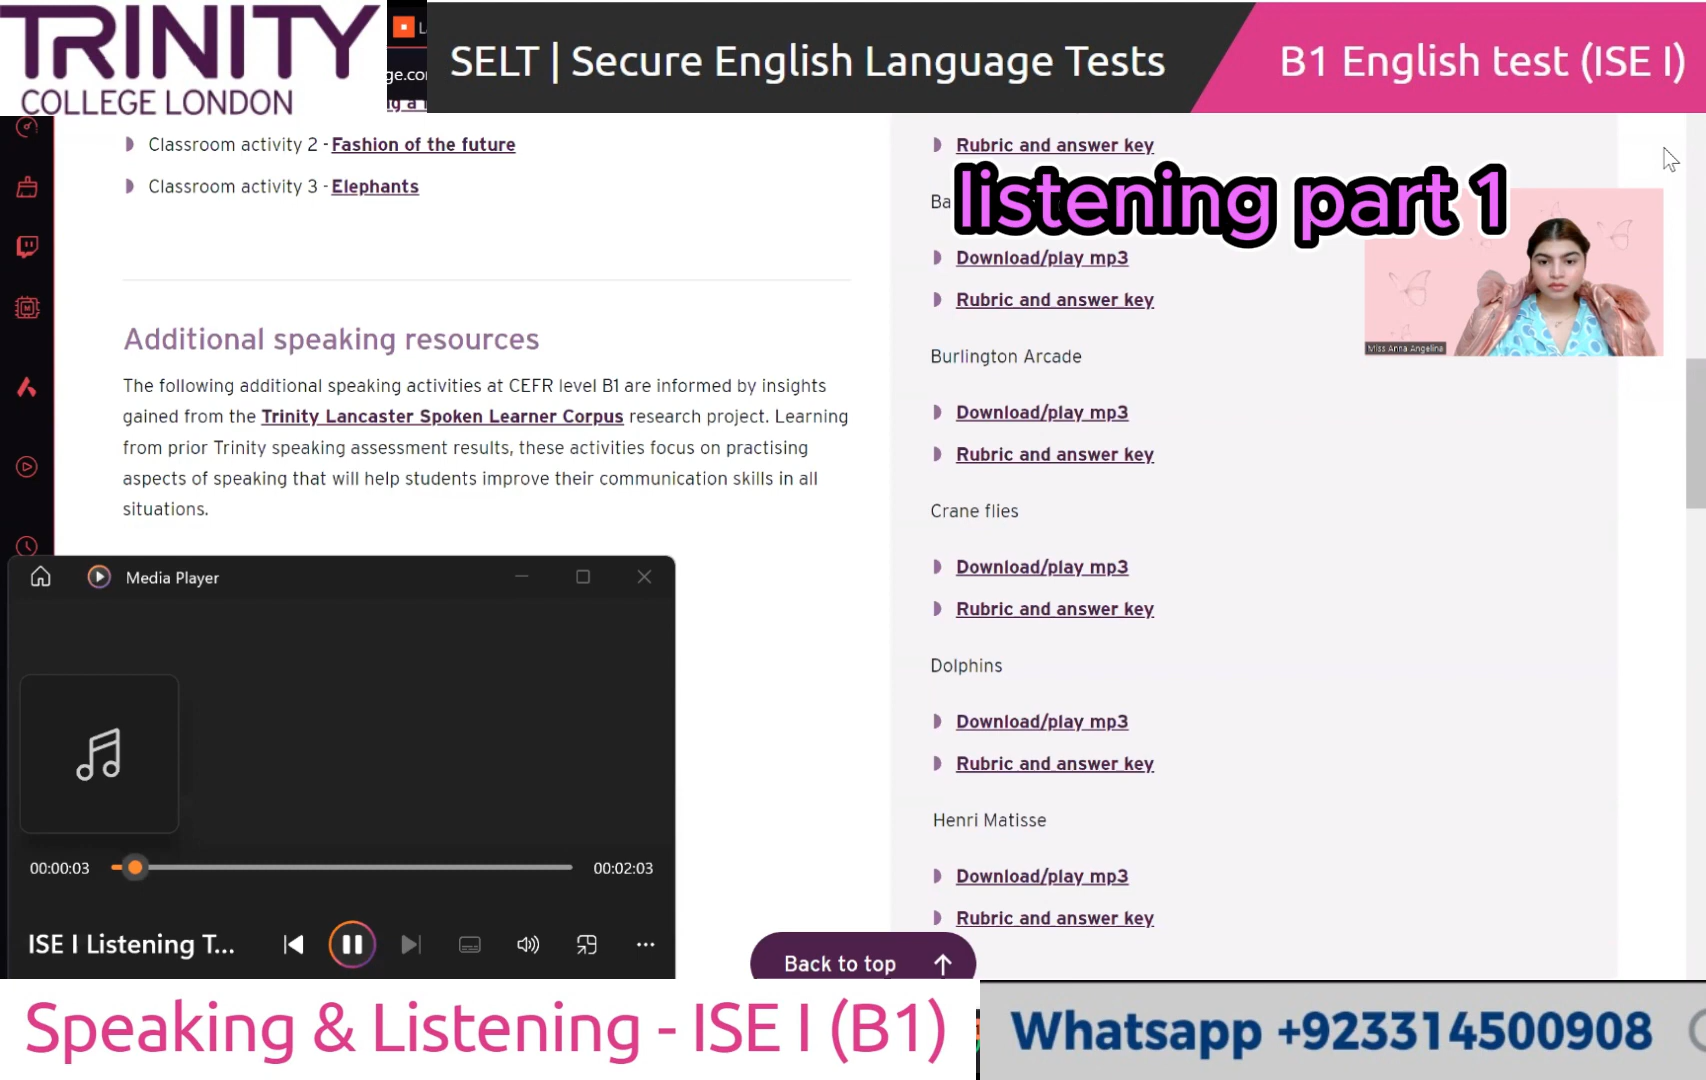 TRINITY
COLLEGE LONDON
SELT | Secure English Language Tests
B1 English test (ISE I)
Classroom activity 2 - Fashion of the future
Classroom activity 3 - Elephants
Additional speaking resources
The following additional speaking activities at CEFR level B1 are informed by insights
gained from the Trinity Lancaster Spoken Learner Corpus research project. Learning
from prior Trinity speaking assessment results, these activities focus on practising
aspects of speaking that will help students improve their communication skills in all
situations.
Rubric and answer key
listening part 1
Download/play mp3
Rubric and answer key
Miss Anna Angelina
Burlington Arcade
Download/play mp3
Rubric and answer key
Crane flies
Download/play mp3
Rubric and answer key
Dolphins
Download/play mp3
Rubric and answer key
Henri Matisse
Download/play mp3
Rubric and answer key
Media Player
00:00:03
00:02:03
ISE I Listening T...
Back to top
Speaking & Listening - ISE I (B1)
Whatsapp +923314500908